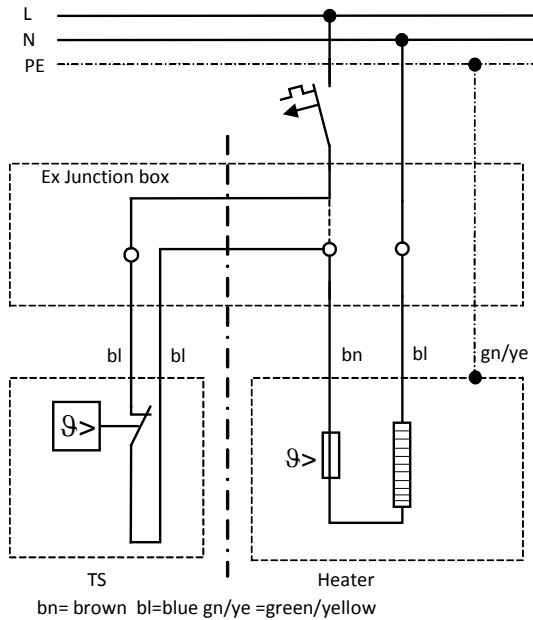 L
N
PE
Ex Junction box
bl bl bn bl gn/ye
ϑ> ϑ>
TS Heater
bn= brown bl=blue gn/ye =green/yellow